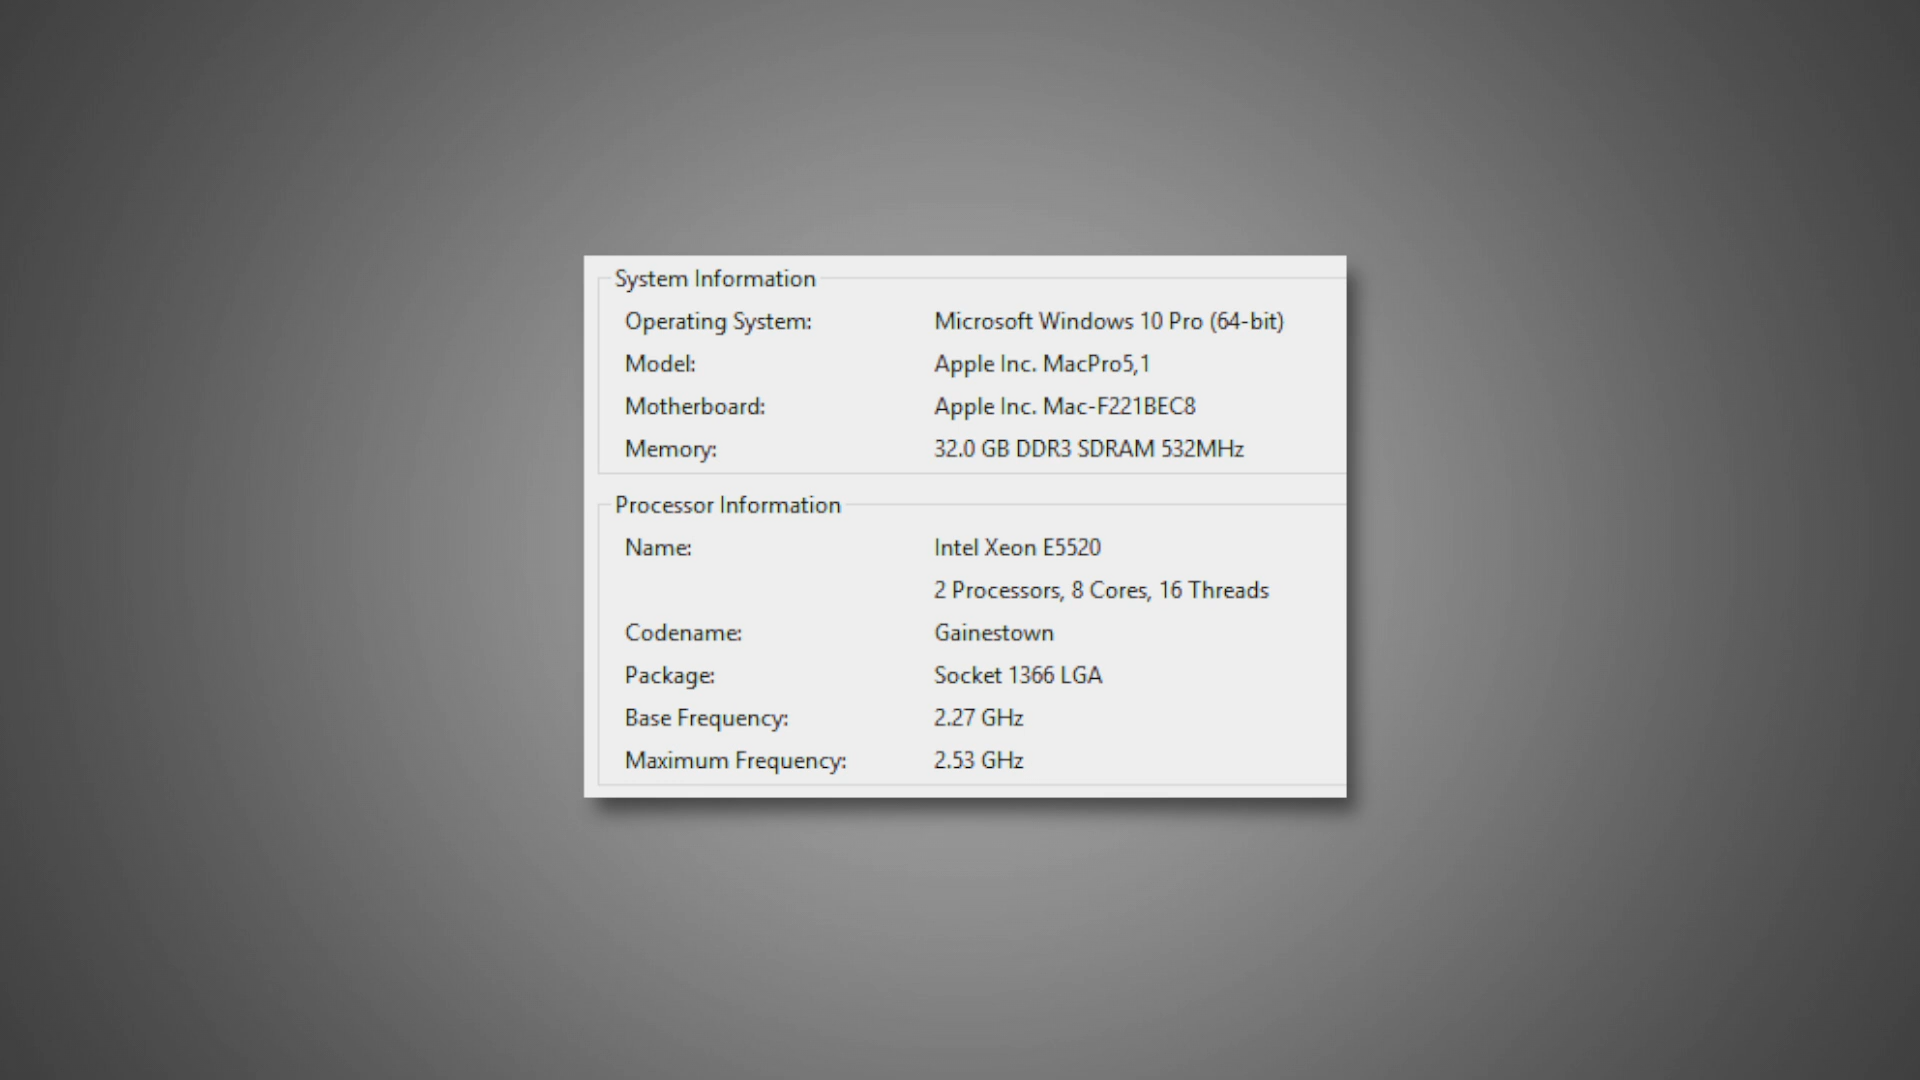 System Information
Operating System: Microsoft Windows 10 Pro (64-bit)
Model: Apple Inc. MacPro5,1
Motherboard: Apple Inc. Mac-F221BEC8
Memory: 32.0 GB DDR3 SDRAM 532MHz
Processor Information
Name: Intel Xeon E5520
2 Processors, 8 Cores, 16 Threads
Codename: Gainestown
Package: Socket 1366 LGA
Base Frequency: 2.27 GHz
Maximum Frequency: 2.53 GHz